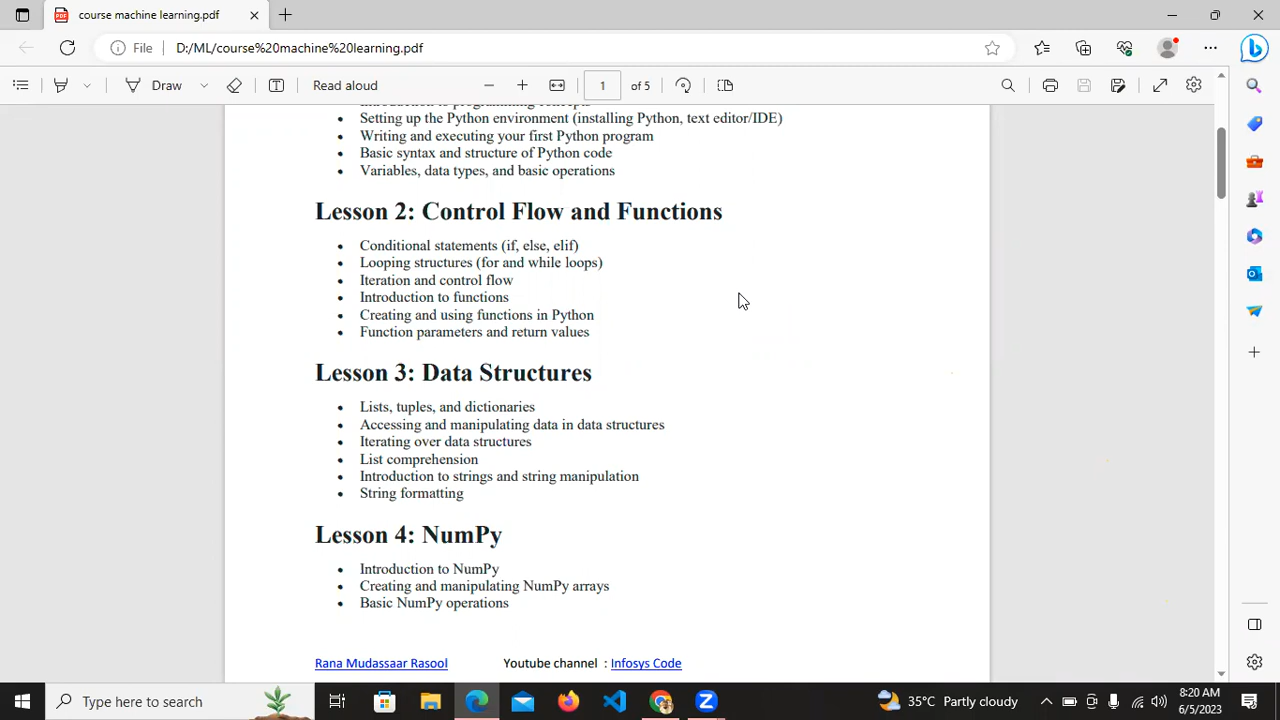 course machine learning.pdf
File
D:/ML/course%20machine%20learning.pdf
Draw
Read aloud
1
of 5
Introduction to programming concepts
Setting up the Python environment (installing Python, text editor/IDE)
Writing and executing your first Python program
Basic syntax and structure of Python code
Variables, data types, and basic operations
Lesson 2: Control Flow and Functions
Conditional statements (if, else, elif)
Looping structures (for and while loops)
Iteration and control flow
Introduction to functions
Creating and using functions in Python
Function parameters and return values
Lesson 3: Data Structures
Lists, tuples, and dictionaries
Accessing and manipulating data in data structures
Iterating over data structures
List comprehension
Introduction to strings and string manipulation
String formatting
Lesson 4: NumPy
Introduction to NumPy
Creating and manipulating NumPy arrays
Basic NumPy operations
Rana Mudassaar Rasool Youtube channel : Infosys Code
Type here to search
35°C Partly cloudy
8:20 AM
6/5/2023